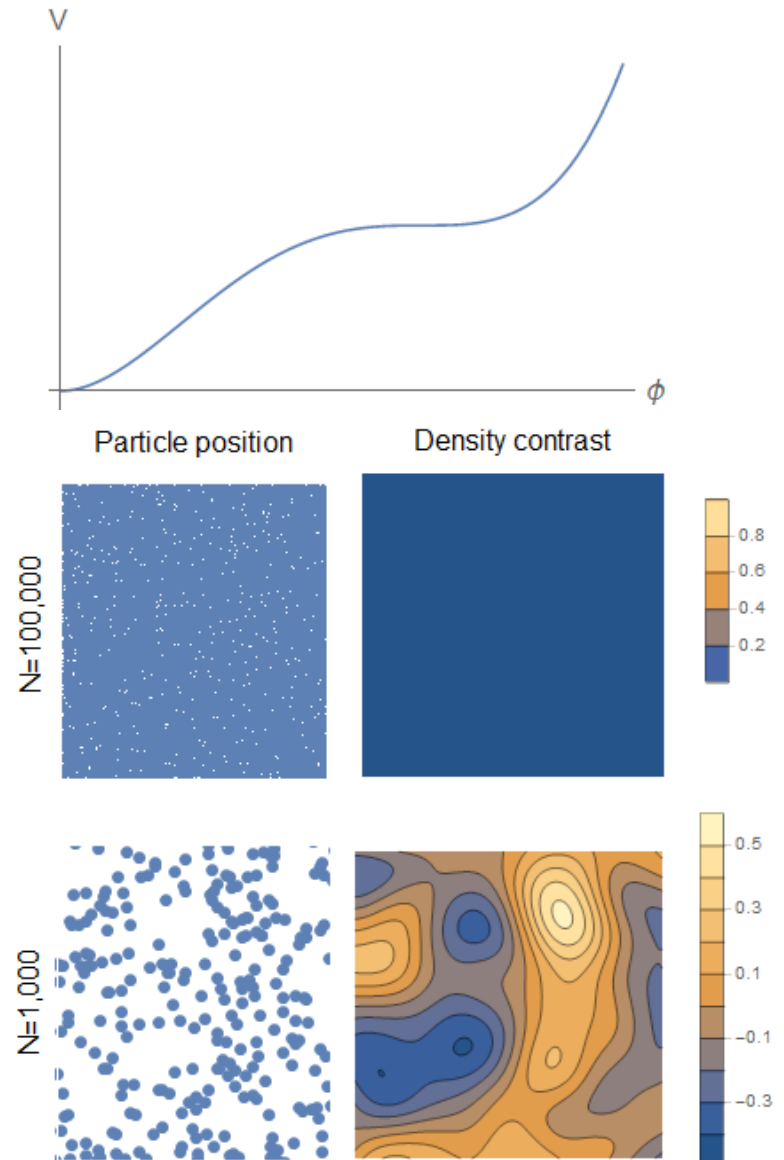 V
ϕ
Particle position
Density contrast
N=100,000
0.8
0.6
0.4
0.2
N=1,000
0.5
0.3
0.1
−0.1
−0.3